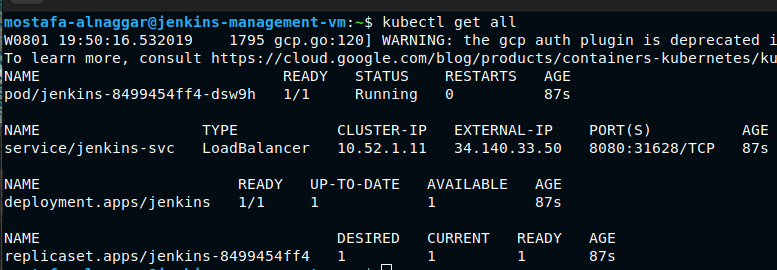 mostafa-alnaggar@jenkins-management-vm:~$ kubectl get all
W0801 19:50:16.532019 1795 gcp.go:120] WARNING: the gcp auth plugin is deprecated i
To learn more, consult https://cloud.google.com/blog/products/containers-kubernetes/ku
NAME READY STATUS RESTARTS AGE
pod/jenkins-8499454ff4-dsw9h 1/1 Running 0 87s
NAME TYPE CLUSTER-IP EXTERNAL-IP PORT(S) AGE
service/jenkins-svc LoadBalancer 10.52.1.11 34.140.33.50 8080:31628/TCP 87s
NAME READY UP-TO-DATE AVAILABLE AGE
deployment.apps/jenkins 1/1 1 1 87s
NAME DESIRED CURRENT READY AGE
replicaset.apps/jenkins-8499454ff4 1 1 1 87s